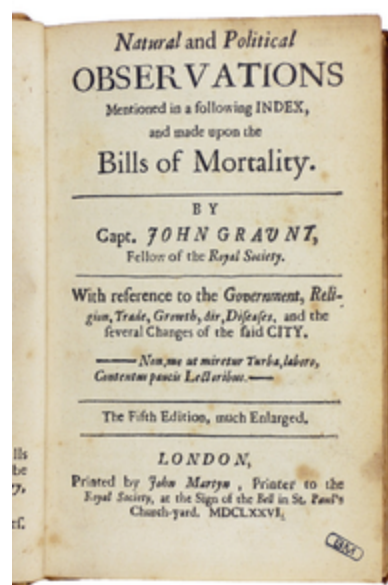 Natural and Political
OBSERVATIONS
Mentioned in a following INDEX,
and made upon the
Bills of Mortality.
BY
Capt. JOHN GRAUNT,
Fellow of the Royal Society.
With reference to the Government, Reli-
gion, Trade, Growth, Air, Diseases, and the
several Changes of the said CITY.
—— Non, me ut miretur Turba, laboro,
Contentus paucis Lectoribus. ——
The Fifth Edition, much Enlarged.
LONDON,
Printed by John Martyn, Printer to the
Royal Society, at the Sign of the Bell in St. Paul's
Church-yard. MDCLXXVI.